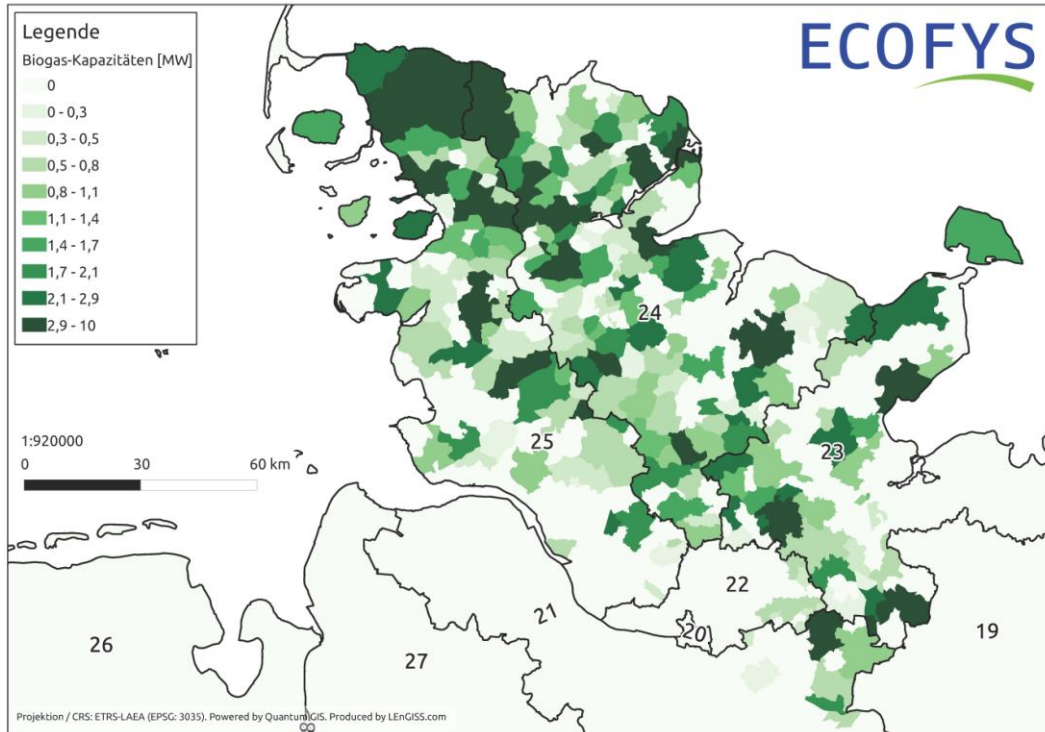 Legende
Biogas-Kapazitäten [MW]
0
0 - 0,3
0,3 - 0,5
0,5 - 0,8
0,8 - 1,1
1,1 - 1,4
1,4 - 1,7
1,7 - 2,1
2,1 - 2,9
2,9 - 10
ECOFYS
24
1:920000
0 30 60 km
25
23
22
21
20
19
26
27
28
Projektion / CRS: ETRS-LAEA (EPSG: 3035). Powered by QuantumGIS. Produced by LEnGISS.com